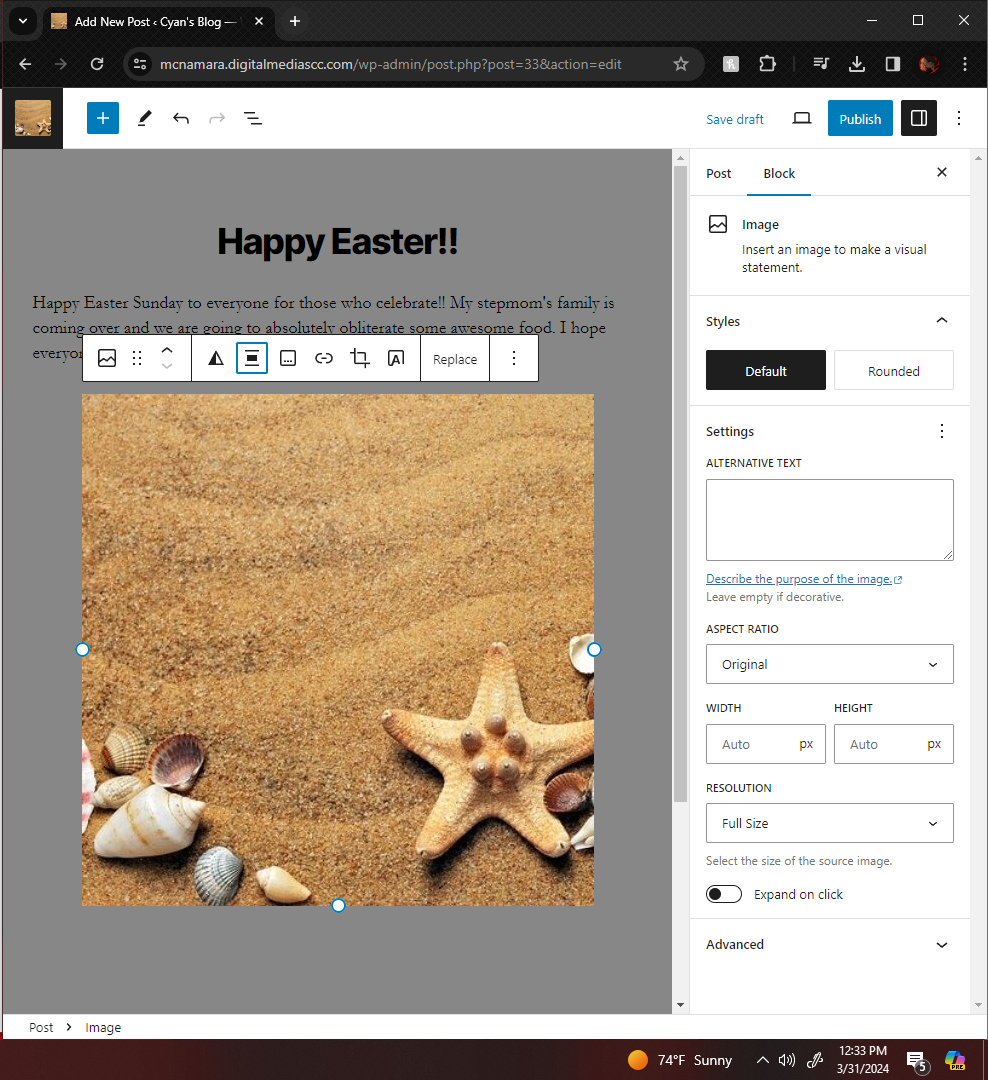 Add New Post ‹ Cyan's Blog —
mcnamara.digitalmediascc.com/wp-admin/post.php?post=33&action=edit
Save draft
Publish
Post
Block
Happy Easter!!
Happy Easter Sunday to everyone for those who celebrate!! My stepmom's family is
coming over and we are going to absolutely obliterate some awesome food. I hope
Replace
Image
Insert an image to make a visual
statement.
Styles
Default
Rounded
Settings
ALTERNATIVE TEXT
Describe the purpose of the image.
Leave empty if decorative.
ASPECT RATIO
Original
WIDTH
HEIGHT
Auto
px
Auto
px
RESOLUTION
Full Size
Select the size of the source image.
Expand on click
Advanced
Post > Image
74°F Sunny
12:33 PM
3/31/2024
5
PRE